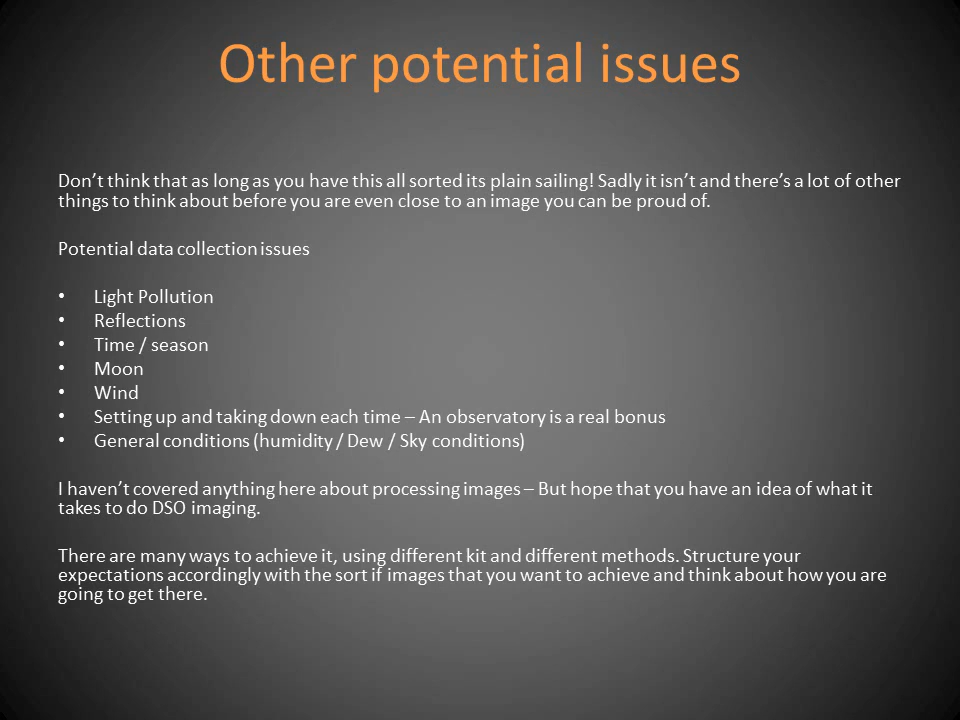 Other potential issues
Don’t think that as long as you have this all sorted its plain sailing! Sadly it isn’t and there’s a lot of other
things to think about before you are even close to an image you can be proud of.
Potential data collection issues
• Light Pollution
• Reflections
• Time / season
• Moon
• Wind
• Setting up and taking down each time – An observatory is a real bonus
• General conditions (humidity / Dew / Sky conditions)
I haven’t covered anything here about processing images – But hope that you have an idea of what it
takes to do DSO imaging.
There are many ways to achieve it, using different kit and different methods. Structure your
expectations accordingly with the sort if images that you want to achieve and think about how you are
going to get there.